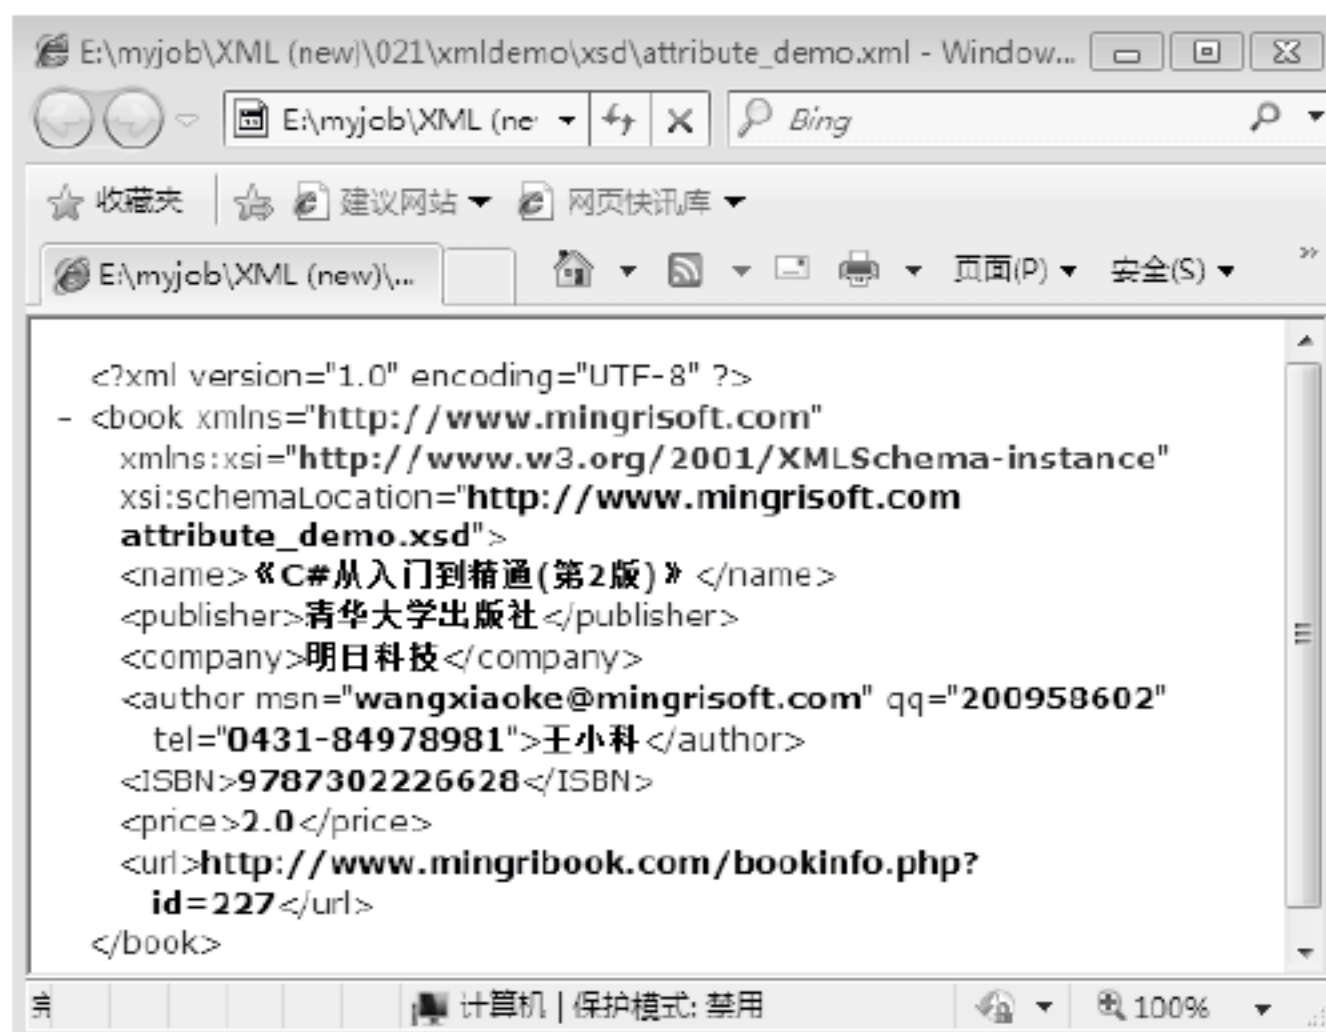 E:\myjob\XML (new)\021\xmldemo\xsd\attribute_demo.xml - Window...
E:\myjob\XML (ne
Bing
收藏夹 建议网站 网页快讯库
E:\myjob\XML (new)\... 页面(P) 安全(S) »
<?xml version="1.0" encoding="UTF-8" ?>
- <book xmlns="http://www.mingrisoft.com"
xmlns:xsi="http://www.w3.org/2001/XMLSchema-instance"
xsi:schemaLocation="http://www.mingrisoft.com
attribute_demo.xsd">
<name>《C#从入门到精通(第2版)》</name>
<publisher>清华大学出版社</publisher>
<company>明日科技</company>
<author msn="wangxiaoke@mingrisoft.com" qq="200958602"
tel="0431-84978981">王小科</author>
<ISBN>9787302226628</ISBN>
<price>2.0</price>
<url>http://www.mingribook.com/bookinfo.php?
id=227</url>
</book>
计算机 | 保护模式: 禁用 100%